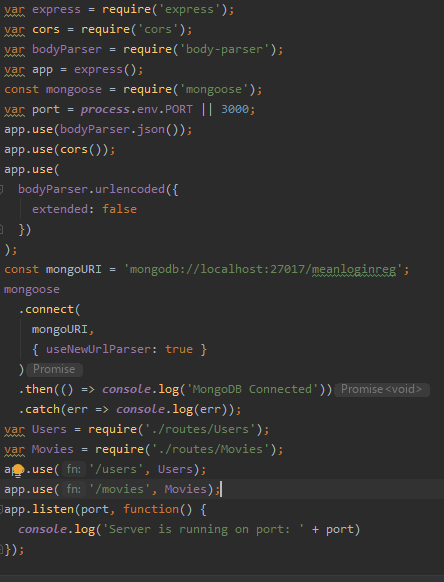 var express = require('express');
var cors = require('cors');
var bodyParser = require('body-parser');
var app = express();
const mongoose = require('mongoose');
var port = process.env.PORT || 3000;
app.use(bodyParser.json());
app.use(cors());
app.use(
  bodyParser.urlencoded({
    extended: false
  })
);
const mongoURI = 'mongodb://localhost:27017/meanloginreg';
mongoose
  .connect(
    mongoURI,
    { useNewUrlParser: true }
  ) Promise
  .then(() => console.log('MongoDB Connected')) Promise<void>
  .catch(err => console.log(err));
var Users = require('./routes/Users');
var Movies = require('./routes/Movies');
app.use( fn: '/users', Users);
app.use( fn: '/movies', Movies);
app.listen(port, function() {
  console.log('Server is running on port: ' + port)
});